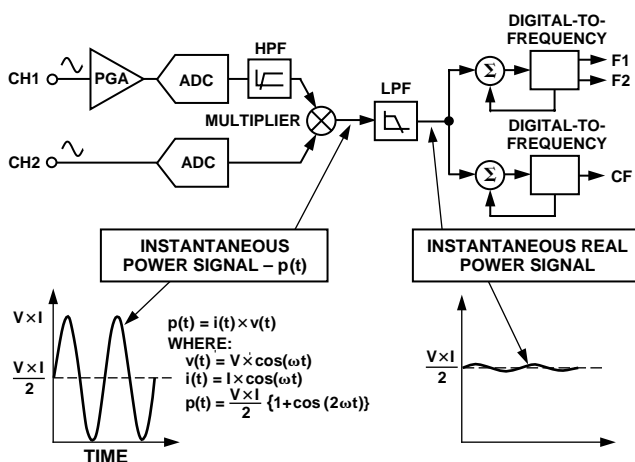 DIGITAL-TO-
FREQUENCY
HPF
CH1
PGA
ADC
LPF
Σ
F1
F2
MULTIPLIER
DIGITAL-TO-
FREQUENCY
CH2
ADC
Σ
CF
INSTANTANEOUS
POWER SIGNAL – p(t)
INSTANTANEOUS REAL
POWER SIGNAL
V × I
V × I
2
TIME
p(t) = i(t) × v(t)
WHERE:
v(t) = V × cos(ωt)
i(t) = I × cos(ωt)
p(t) = V × I
2
{1+cos (2ωt)}
V × I
2